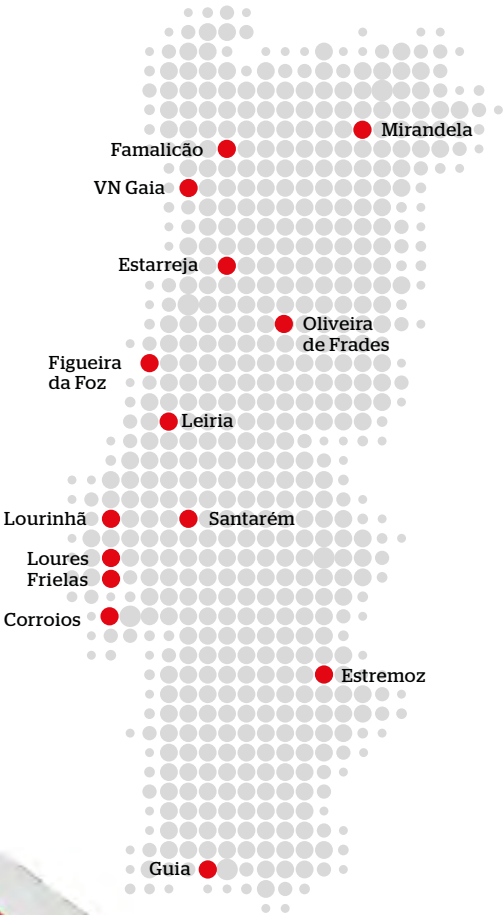 Mirandela
Famalicão
VN Gaia
Estarreja
Oliveira
de Frades
Figueira
da Foz
Leiria
Lourinhã
Santarém
Loures
Frielas
Corroios
Estremoz
Guia